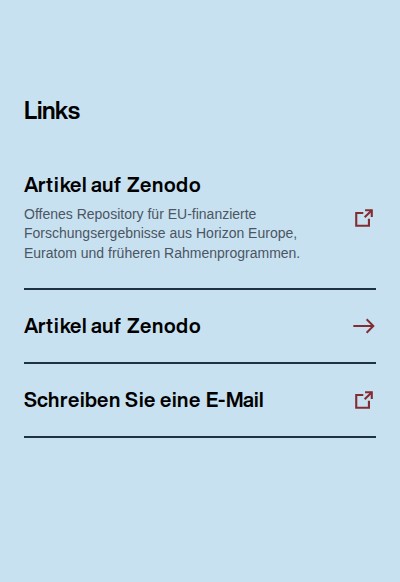 Links
Artikel auf Zenodo
Offenes Repository für EU-finanzierte
Forschungsergebnisse aus Horizon Europe,
Euratom und früheren Rahmenprogrammen.
Artikel auf Zenodo
Schreiben Sie eine E-Mail